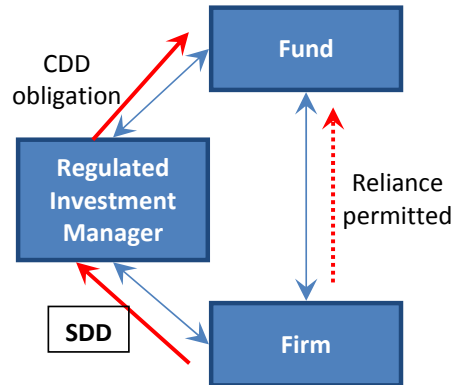 CDD
obligation
Fund
Regulated
Investment
Manager
Reliance
permitted
SDD
Firm